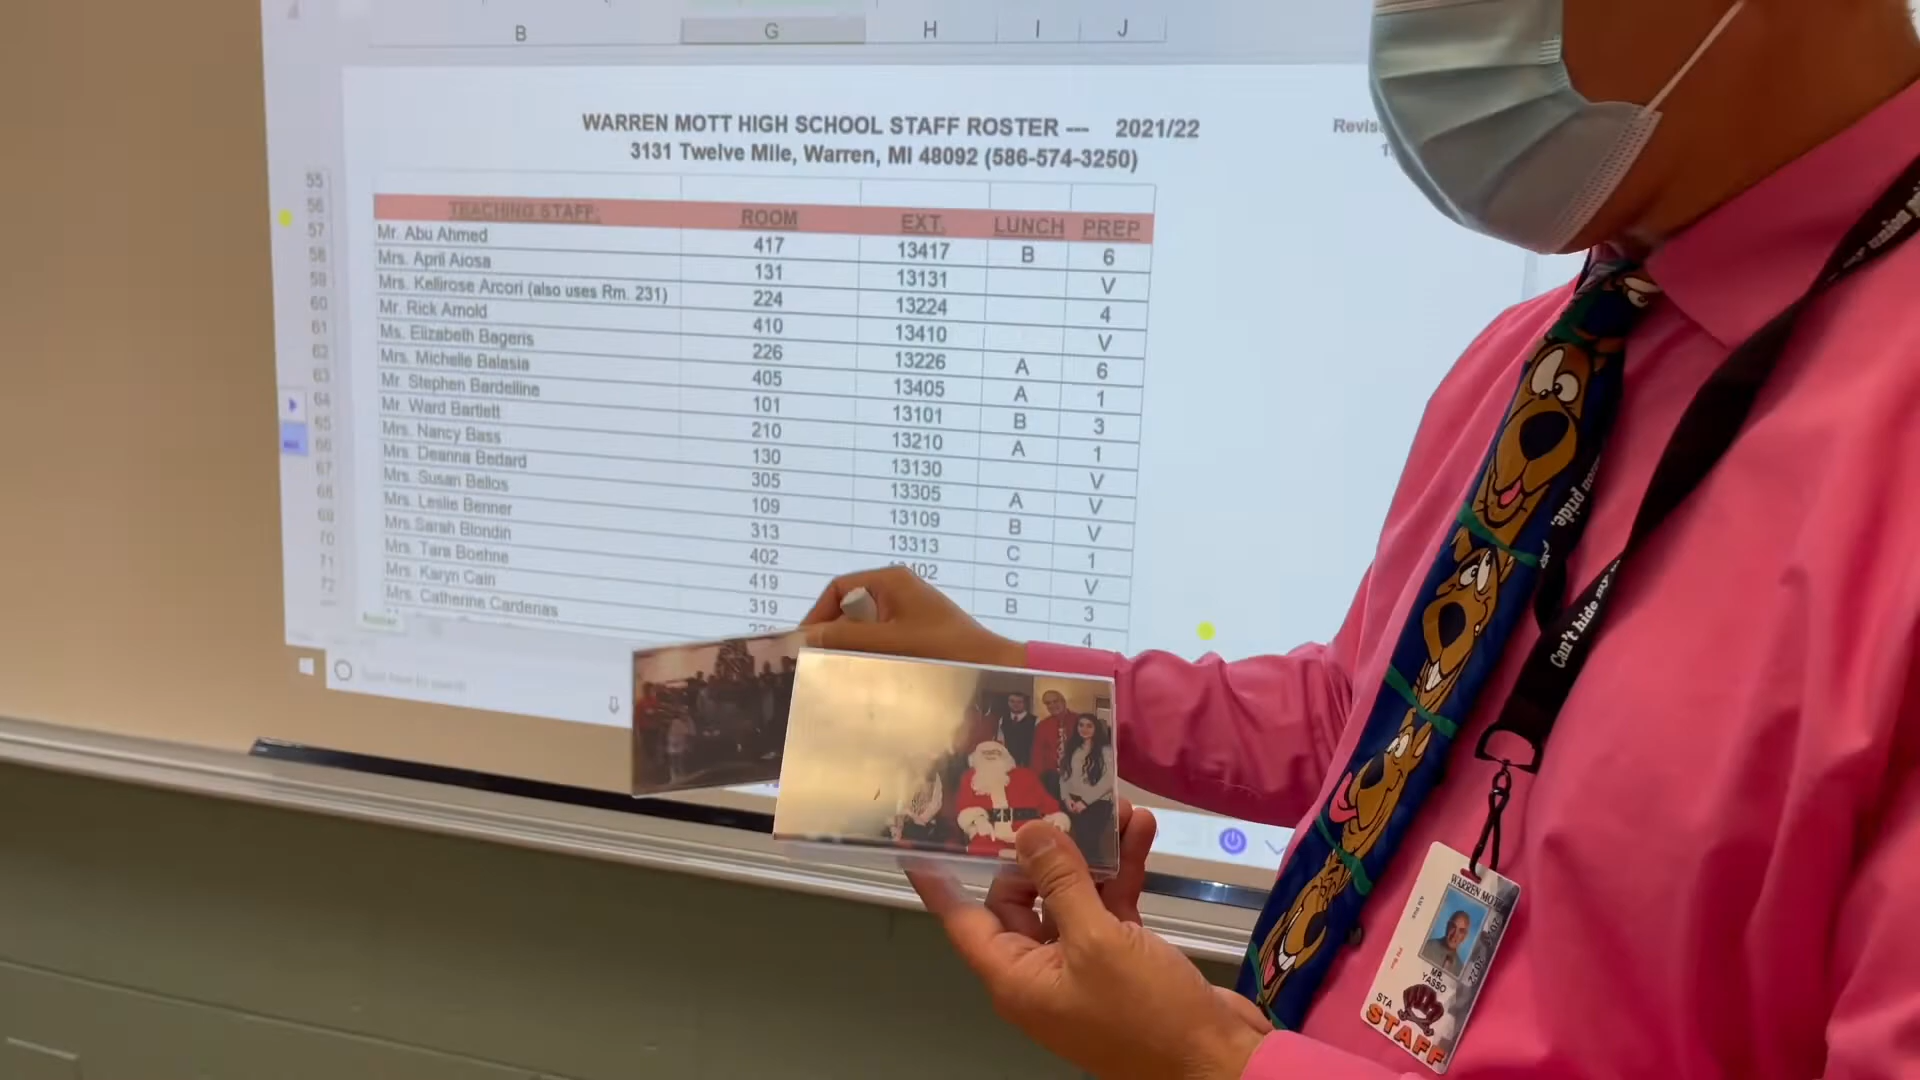 B G H I J
WARREN MOTT HIGH SCHOOL STAFF ROSTER --- 2021/22
3131 Twelve Mile, Warren, MI 48092 (586-574-3250)
TEACHING STAFF: ROOM EXT. LUNCH PREP
Mr. Abu Ahmed 417 13417 B 6
Mrs. April Aiosa 131 13131 V
Mrs. Kellirose Arcori (also uses Rm. 231) 224 13224 4
Mr. Rick Arnold 410 13410 V
Ms. Elizabeth Bageris 226 13226 A 6
Mrs. Michelle Balasia 405 13405 A 1
Mr. Stephen Bardelline 101 13101 B 3
Mr. Ward Bartlett 210 13210 A 1
Mrs. Nancy Bass 130 13130 V
Mrs. Deanna Bedard 305 13305 A V
Mrs. Susan Bellos 109 13109 B V
Mrs. Leslie Benner 313 13313 C 1
Mrs Sarah Blondin 402 13402 C V
Mrs. Tara Boehne 419 B 3
Mrs. Karyn Cain 319 4
Mrs. Catherine Cardenas
55
56
57
58
59
60
61
62
63
64
65
66
67
68
69
70
71
72
Can't hide my union pride.
WARREN MOTT
2021 2022
MR.
YASSO
STAFF